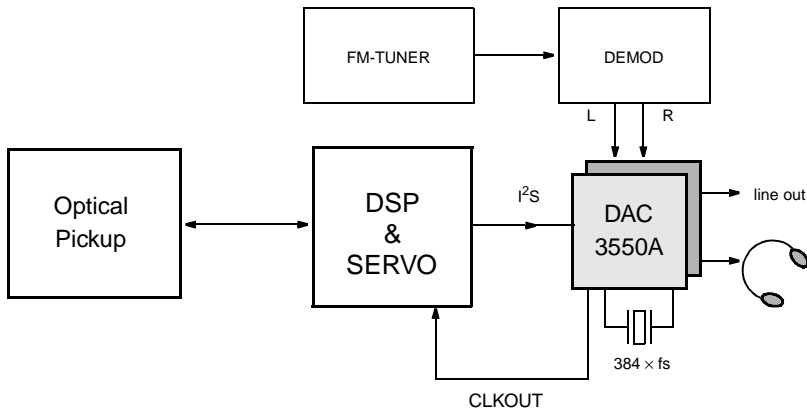 FM-TUNER
DEMOD
L
R
Optical
Pickup
DSP
&
SERVO
I²S
DAC
3550A
line out
384 × fs
CLKOUT